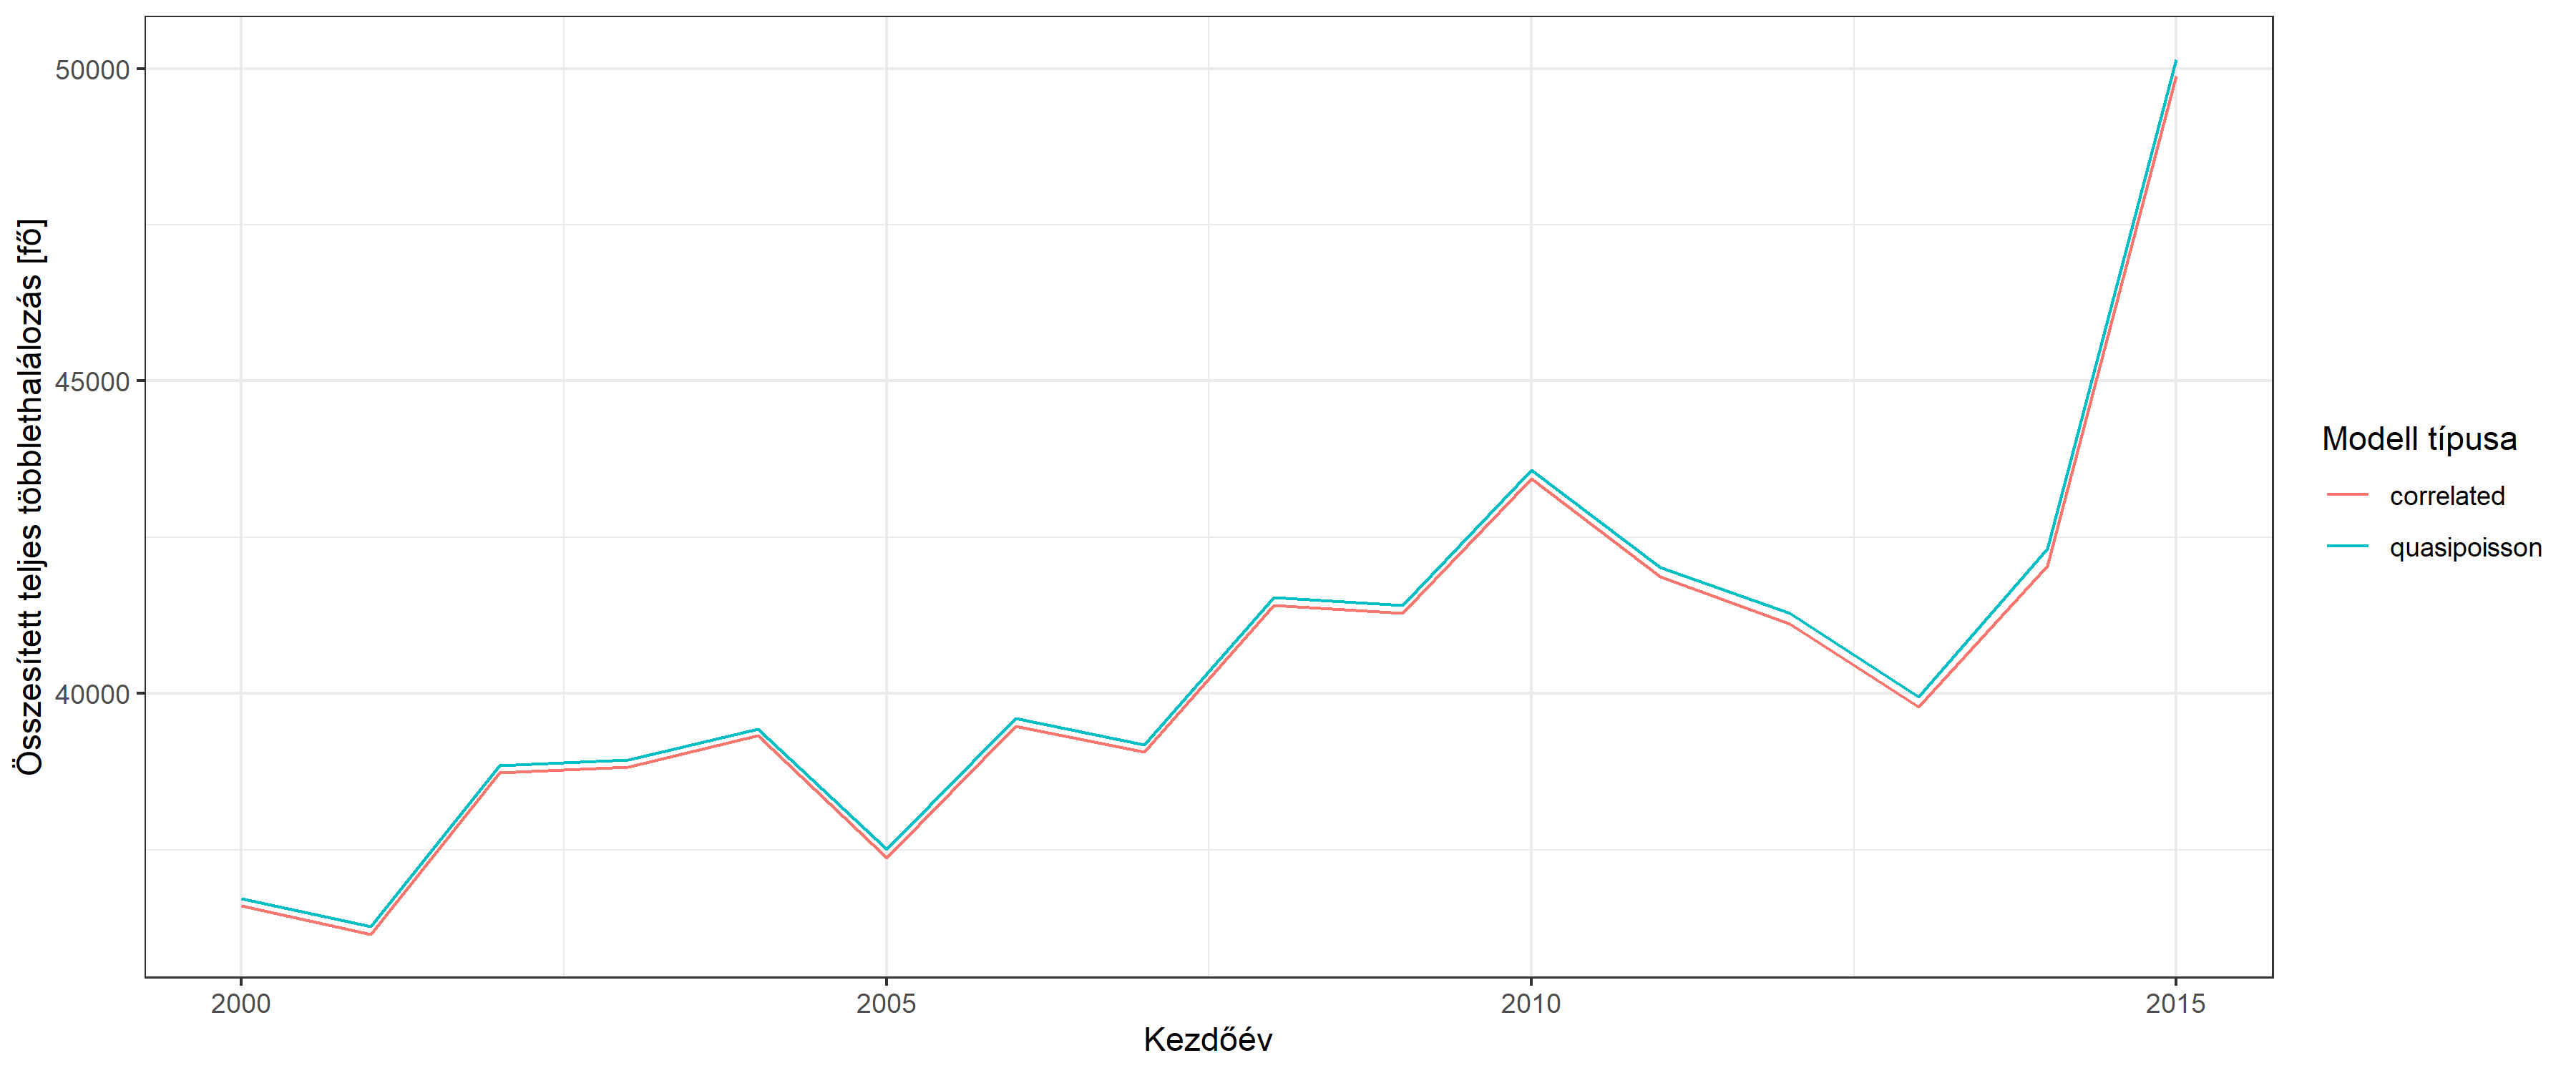 50000
45000
40000
Összesített teljes többlethalálozás [fő]
2000
2005
2010
2015
Kezdőév
Modell típusa
correlated
quasipoisson